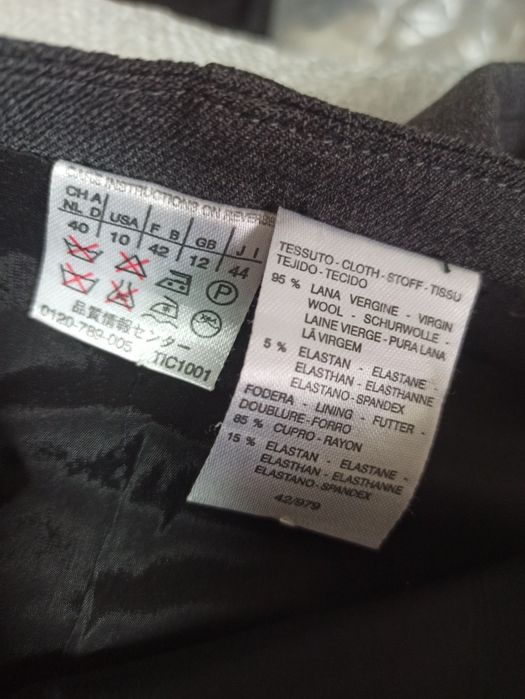 CARE INSTRUCTIONS ON REVERSE
CH A
NL D USA F B GB J I
40 10 42 12 44
P
品質情報センター
0120-789-005 TIC1001
TESSUTO - CLOTH - STOFF - TISSU
TEJIDO - TECIDO
95 % LANA VERGINE - VIRGIN
WOOL - SCHURWOLLE -
LAINE VIERGE - PURA LANA
LÃ VIRGEM
5 % ELASTAN - ELASTANE -
ELASTHAN - ELASTHANNE
ELASTANO - SPANDEX
FODERA - LINING - FUTTER -
DOUBLURE - FORRO
85 % CUPRO - RAYON
15 % ELASTAN - ELASTANE -
ELASTHAN - ELASTHANNE
ELASTANO - SPANDEX
42/979